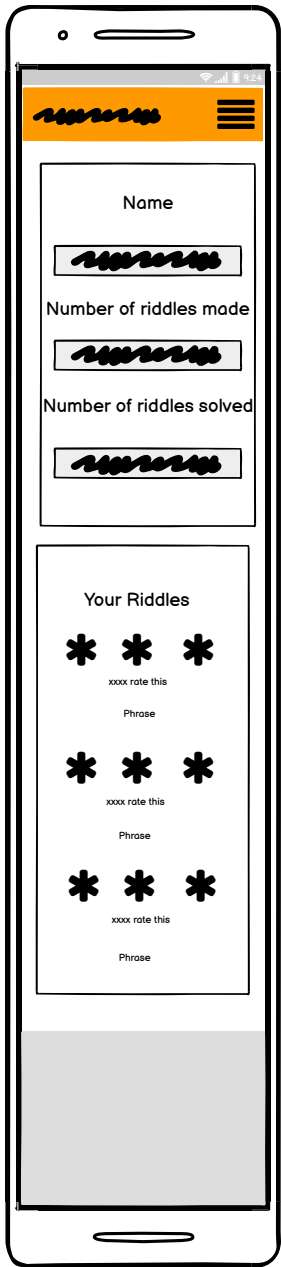 9:24
Name
Number of riddles made
Number of riddles solved
Your Riddles
xxxx rate this
Phrase
xxxx rate this
Phrase
xxxx rate this
Phrase